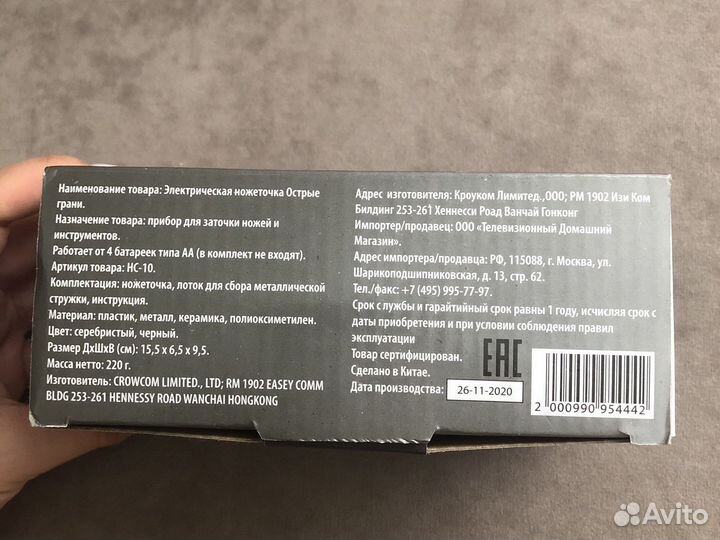 Наименование товара: Электрическая ножеточка Острые
грани.
Назначение товара: прибор для заточки ножей и
инструментов.
Работает от 4 батареек типа АА (в комплект не входят).
Артикул товара: НС-10.
Комплектация: ножеточка, лоток для сбора металлической
стружки, инструкция.
Материал: пластик, металл, керамика, полиоксиметилен.
Цвет: серебристый, черный.
Размер ДхШхВ (см): 15,5 х 6,5 х 9,5.
Масса нетто: 220 г.
Изготовитель: CROWCOM LIMITED., LTD; RM 1902 EASEY COMM
BLDG 253-261 HENNESSY ROAD WANCHAI HONGKONG
Адрес изготовителя: Кроуком Лимитед.,ООО; РМ 1902 Изи Ком
Билдинг 253-261 Хеннесси Роад Ванчай Гонконг
Импортер/продавец: ООО «Телевизионный Домашний
Магазин».
Адрес импортера/продавца: РФ, 115088, г. Москва, ул.
Шарикоподшипниковская, д. 13, стр. 62.
Тел./факс: +7 (495) 995-77-97.
Срок службы и гарантийный срок равны 1 году, исчисляя срок с
даты приобретения и при условии соблюдения правил
эксплуатации
Товар сертифицирован.
Сделано в Китае.
Дата производства: 26-11-2020
EAC
2 000990 954442
Avito